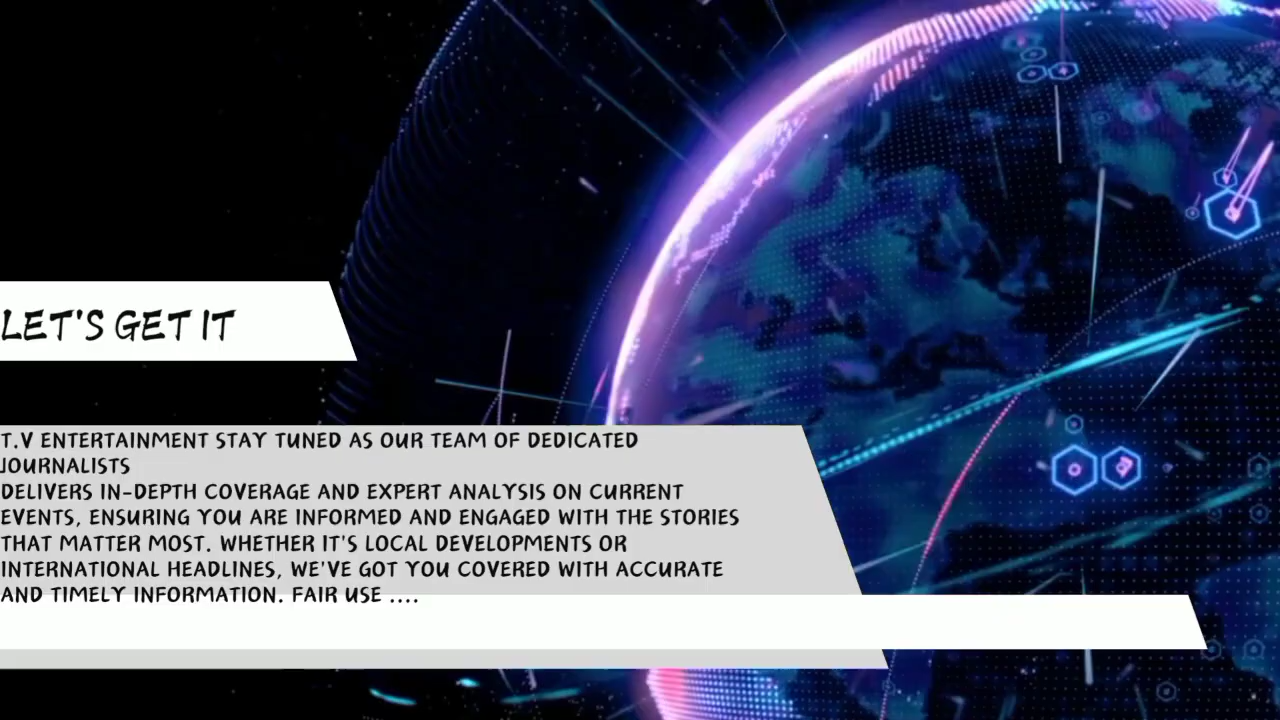 LET'S GET IT
T.V ENTERTAINMENT STAY TUNED AS OUR TEAM OF DEDICATED
JOURNALISTS
DELIVERS IN-DEPTH COVERAGE AND EXPERT ANALYSIS ON CURRENT
EVENTS, ENSURING YOU ARE INFORMED AND ENGAGED WITH THE STORIES
THAT MATTER MOST. WHETHER IT'S LOCAL DEVELOPMENTS OR
INTERNATIONAL HEADLINES, WE'VE GOT YOU COVERED WITH ACCURATE
AND TIMELY INFORMATION. FAIR USE ....